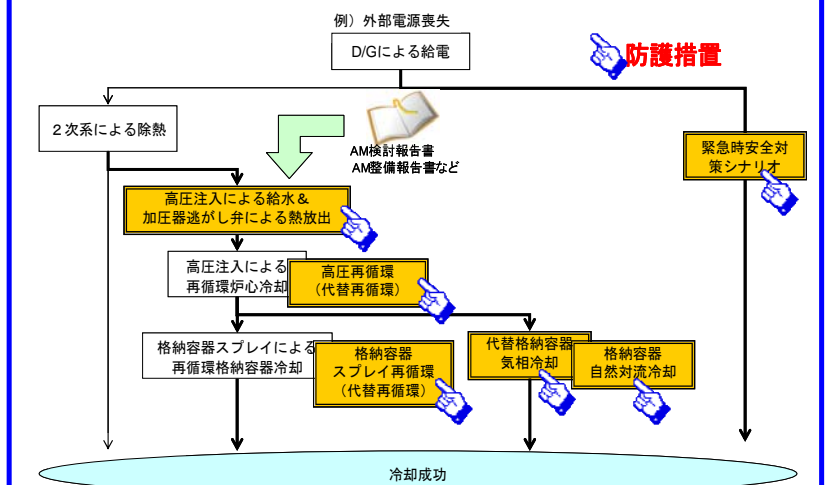 例）外部電源喪失
D/Gによる給電
防護措置
２次系による除熱
AM検討報告書
AM整備報告書など
緊急時安全対
策シナリオ
高圧注入による給水＆
加圧器逃がし弁による熱放出
高圧注入による
再循環炉心冷却
高圧再循環
（代替再循環）
格納容器スプレイによる
再循環格納容器冷却
格納容器
スプレイ再循環
（代替再循環）
代替格納容器
気相冷却
格納容器
自然対流冷却
冷却成功